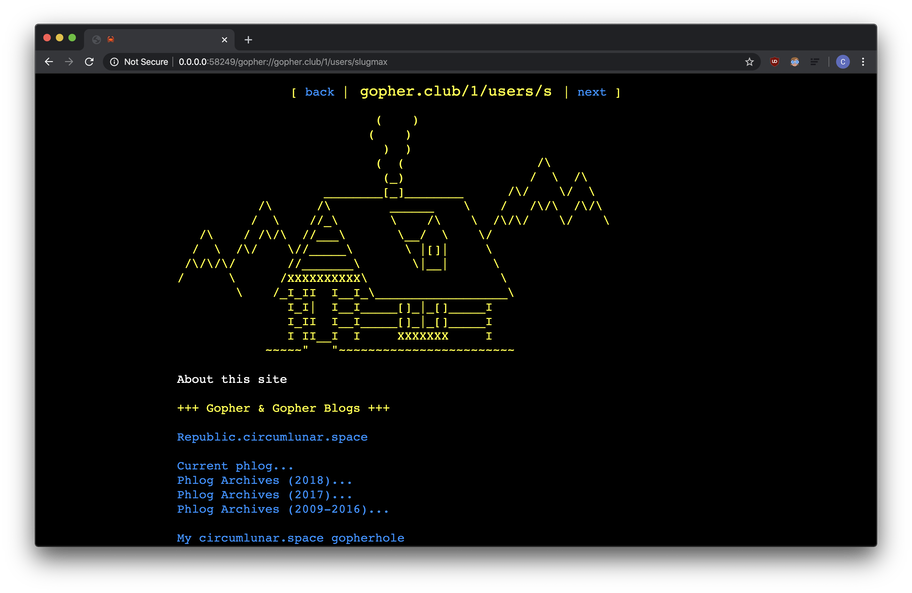 Not Secure | 0.0.0.0:58249/gopher://gopher.club/1/users/slugmax
C
[ back | gopher.club/1/users/s | next ]
About this site
+++ Gopher & Gopher Blogs +++
Republic.circumlunar.space
Current phlog...
Phlog Archives (2018)...
Phlog Archives (2017)...
Phlog Archives (2009-2016)...
My circumlunar.space gopherhole